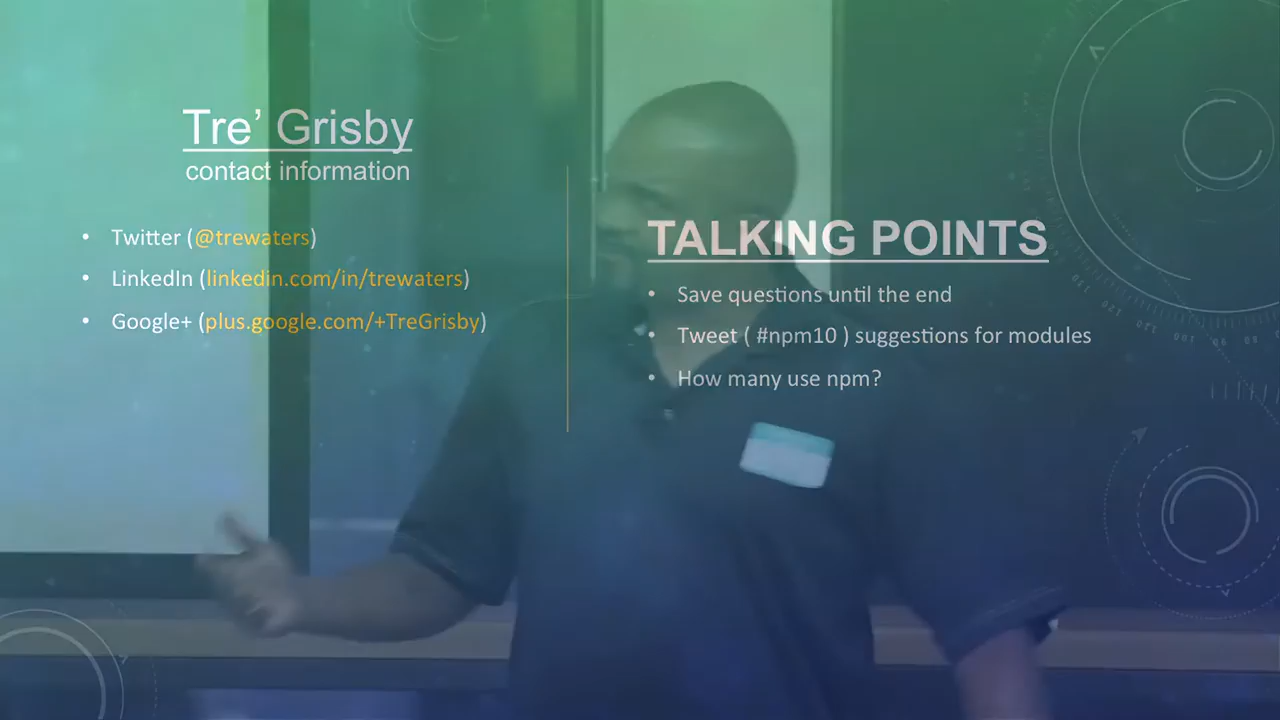 Tre’ Grisby
contact information
• Twitter (@trewaters)
• LinkedIn (linkedin.com/in/trewaters)
• Google+ (plus.google.com/+TreGrisby)
TALKING POINTS
• Save questions until the end
• Tweet ( #npm10 ) suggestions for modules
• How many use npm?